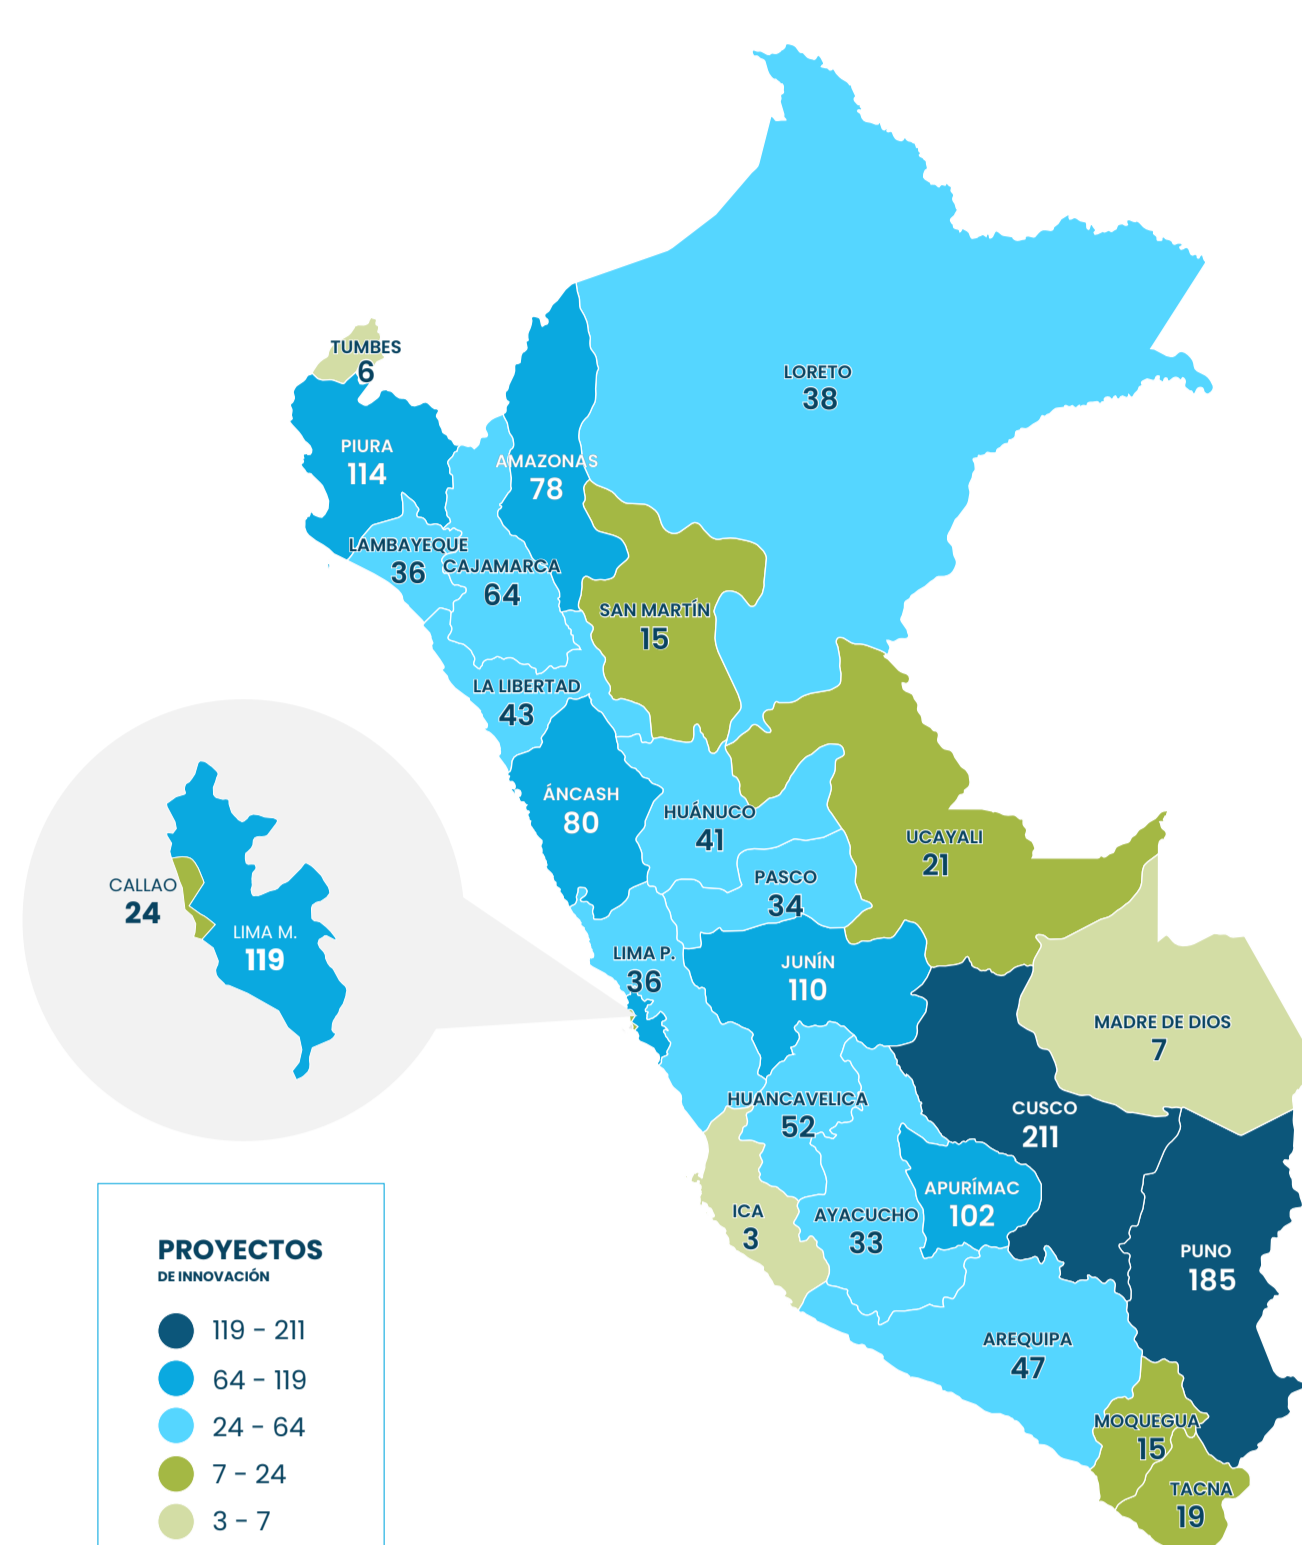 TUMBES
6
PIURA
114
LORETO
38
AMAZONAS
78
LAMBAYEQUE
36
CAJAMARCA
64
SAN MARTÍN
15
LA LIBERTAD
43
ÁNCASH
80
HUÁNUCO
41
UCAYALI
21
PASCO
34
CALLAO
24
LIMA M.
119
LIMA P.
36
JUNÍN
110
MADRE DE DIOS
7
HUANCAVELICA
52
CUSCO
211
ICA
3
AYACUCHO
33
APURÍMAC
102
PUNO
185
AREQUIPA
47
MOQUEGUA
15
TACNA
19
PROYECTOS
DE INNOVACIÓN
119 - 211
64 - 119
24 - 64
7 - 24
3 - 7